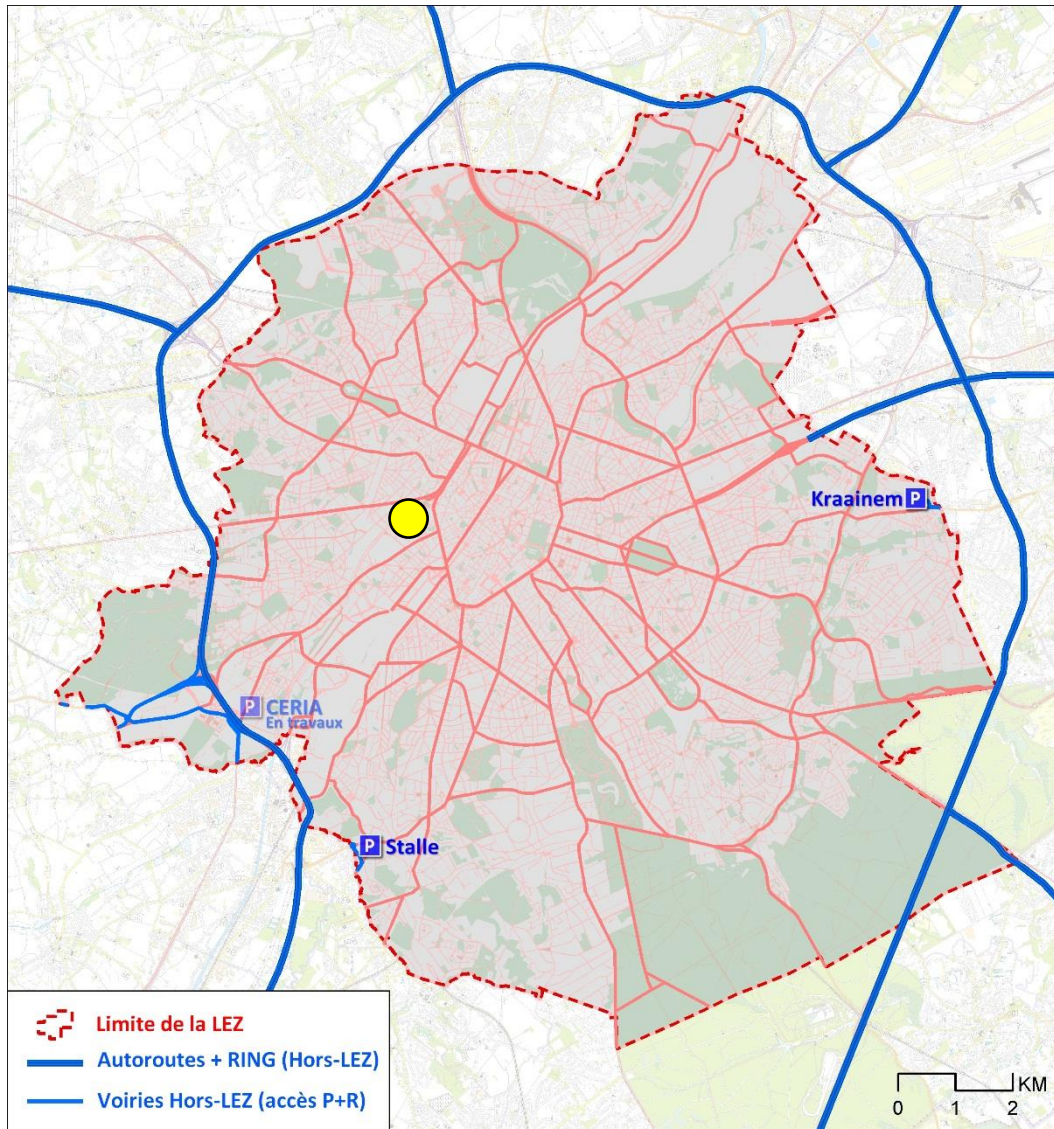 Kraainem P
P CERIA
En travaux
P Stalle
Limite de la LEZ
Autoroutes + RING (Hors-LEZ)
Voiries Hors-LEZ (accès P+R)
KM
0 1 2